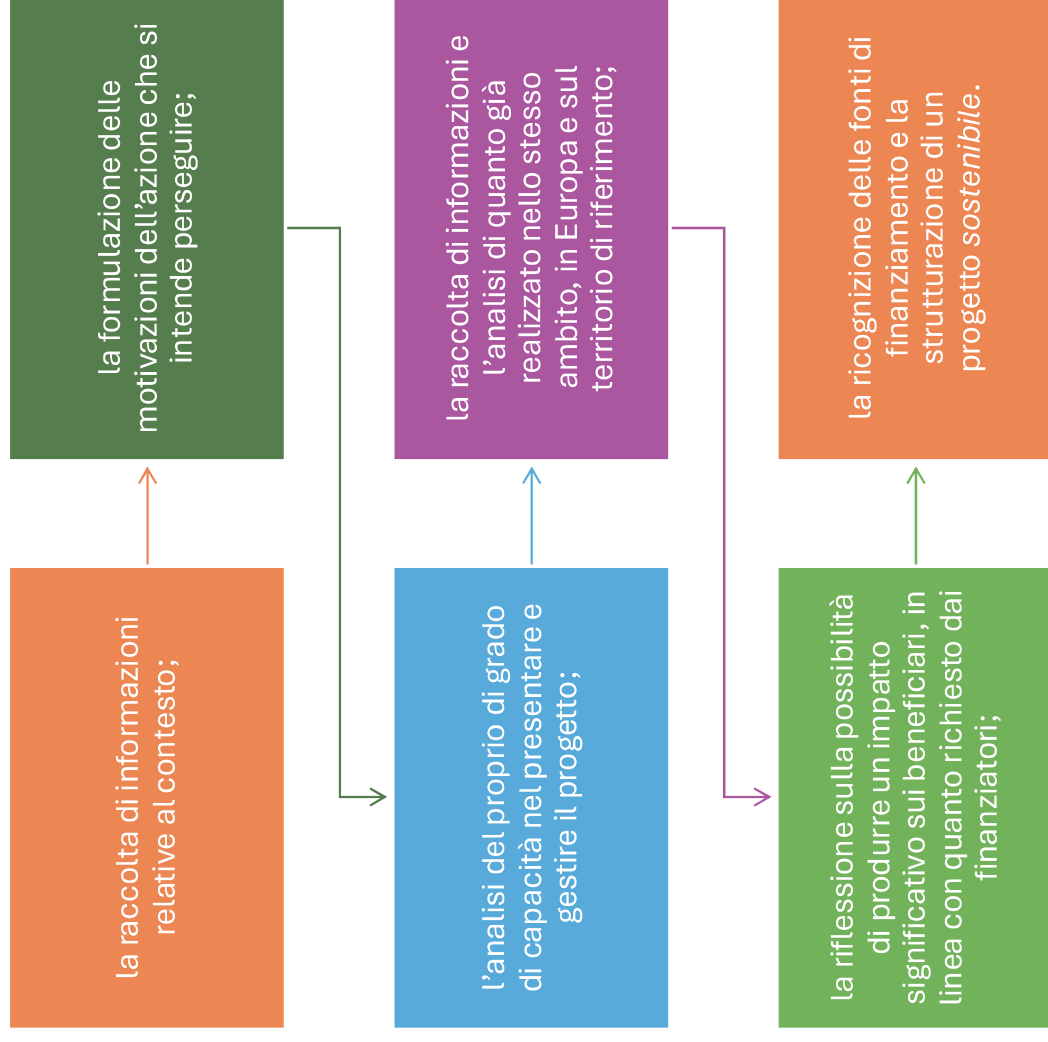 la raccolta di informazioni
relative al contesto;
la formulazione delle
motivazioni dell’azione che si
intende perseguire;
l’analisi del proprio di grado
di capacità nel presentare e
gestire il progetto;
la raccolta di informazioni e
l’analisi di quanto già
realizzato nello stesso
ambito, in Europa e sul
territorio di riferimento;
la riflessione sulla possibilità
di produrre un impatto
significativo sui beneficiari, in
linea con quanto richiesto dai
finanziatori;
la ricognizione delle fonti di
finanziamento e la
strutturazione di un
progetto sostenibile.